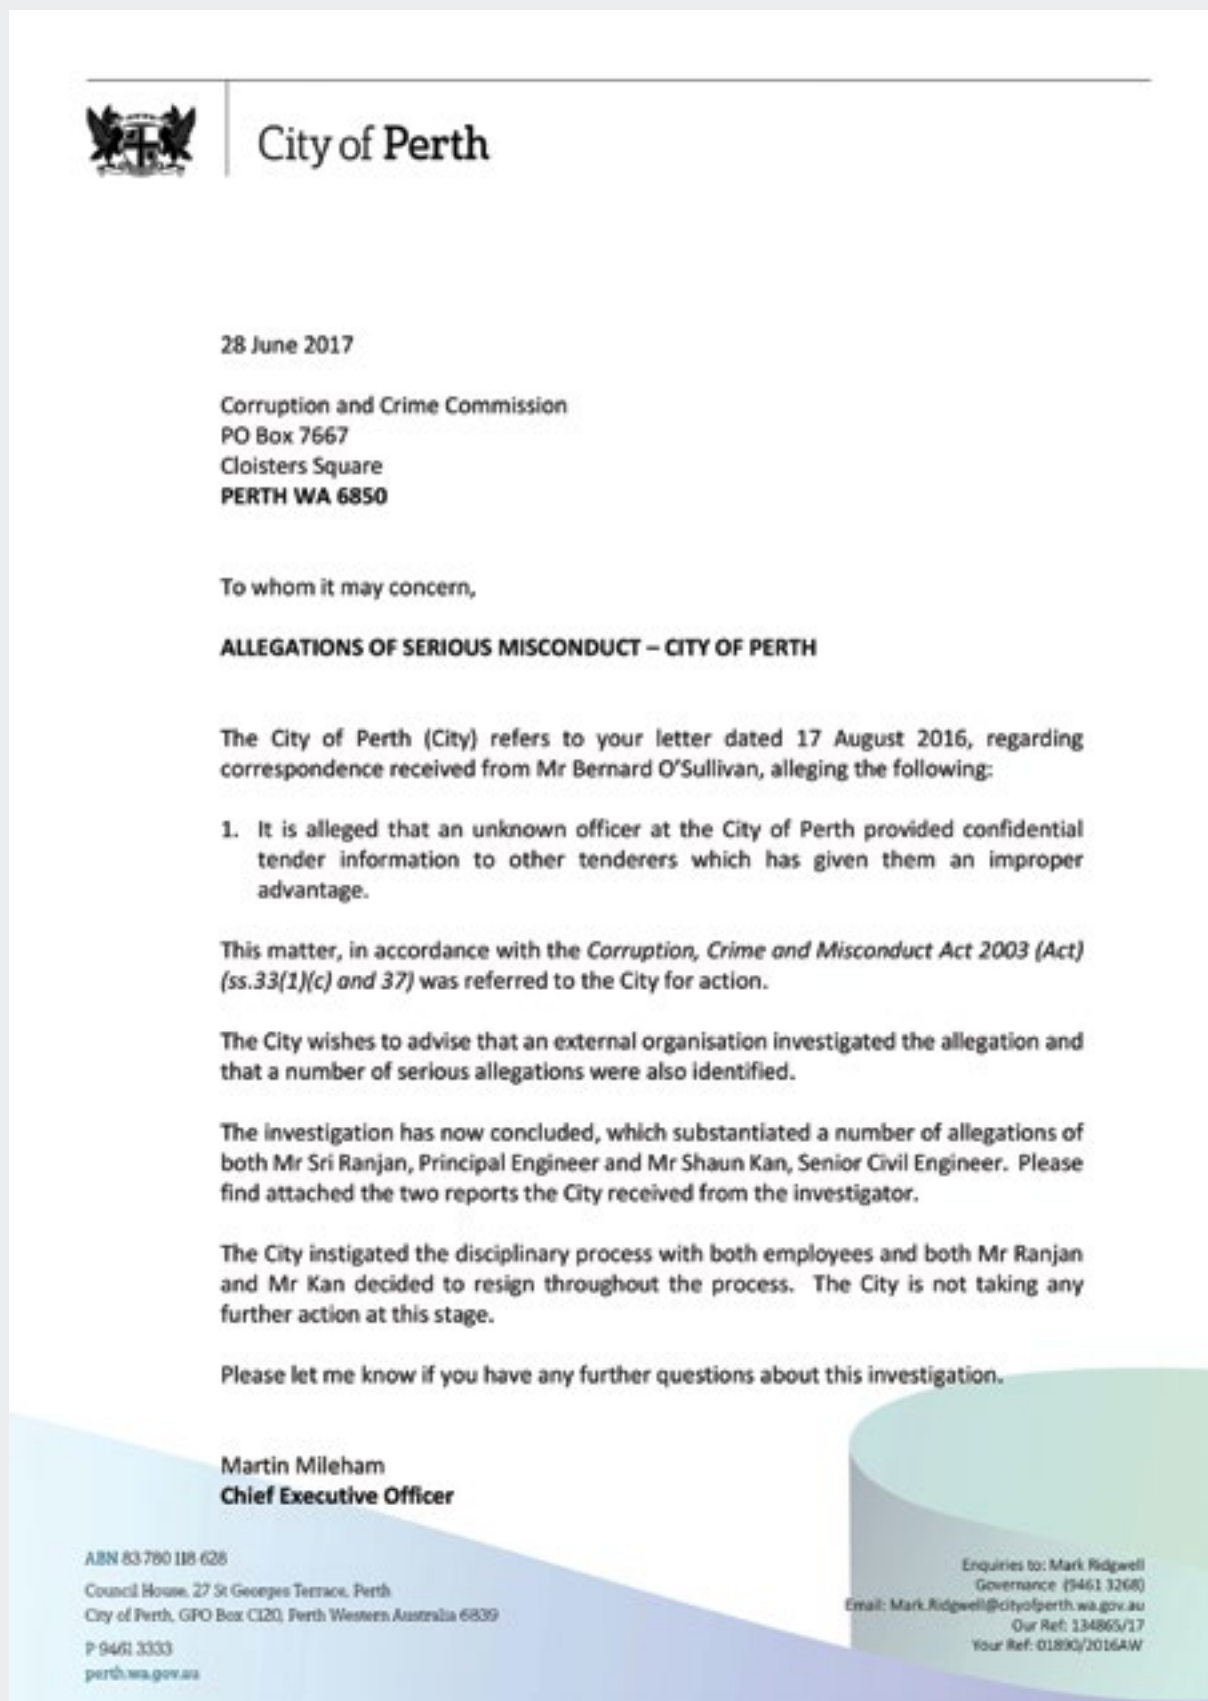 City of Perth
28 June 2017
Corruption and Crime Commission
PO Box 7667
Cloisters Square
PERTH WA 6850
To whom it may concern,
ALLEGATIONS OF SERIOUS MISCONDUCT – CITY OF PERTH
The City of Perth (City) refers to your letter dated 17 August 2016, regarding
correspondence received from Mr Bernard O'Sullivan, alleging the following:
1. It is alleged that an unknown officer at the City of Perth provided confidential
tender information to other tenderers which has given them an improper
advantage.
This matter, in accordance with the Corruption, Crime and Misconduct Act 2003 (Act)
(ss.33(1)(c) and 37) was referred to the City for action.
The City wishes to advise that an external organisation investigated the allegation and
that a number of serious allegations were also identified.
The investigation has now concluded, which substantiated a number of allegations of
both Mr Sri Ranjan, Principal Engineer and Mr Shaun Kan, Senior Civil Engineer. Please
find attached the two reports the City received from the investigator.
The City instigated the disciplinary process with both employees and both Mr Ranjan
and Mr Kan decided to resign throughout the process. The City is not taking any
further action at this stage.
Please let me know if you have any further questions about this investigation.
Martin Mileham
Chief Executive Officer
ABN 83 780 118 628
Council House, 27 St Georges Terrace, Perth
City of Perth, GPO Box C120, Perth Western Australia 6839
P 9461 3333
perth.wa.gov.au
Enquiries to: Mark Ridgwell
Governance (9461 3268)
Email: Mark.Ridgwell@cityofperth.wa.gov.au
Our Ref: 134865/17
Your Ref: 01890/2016AW